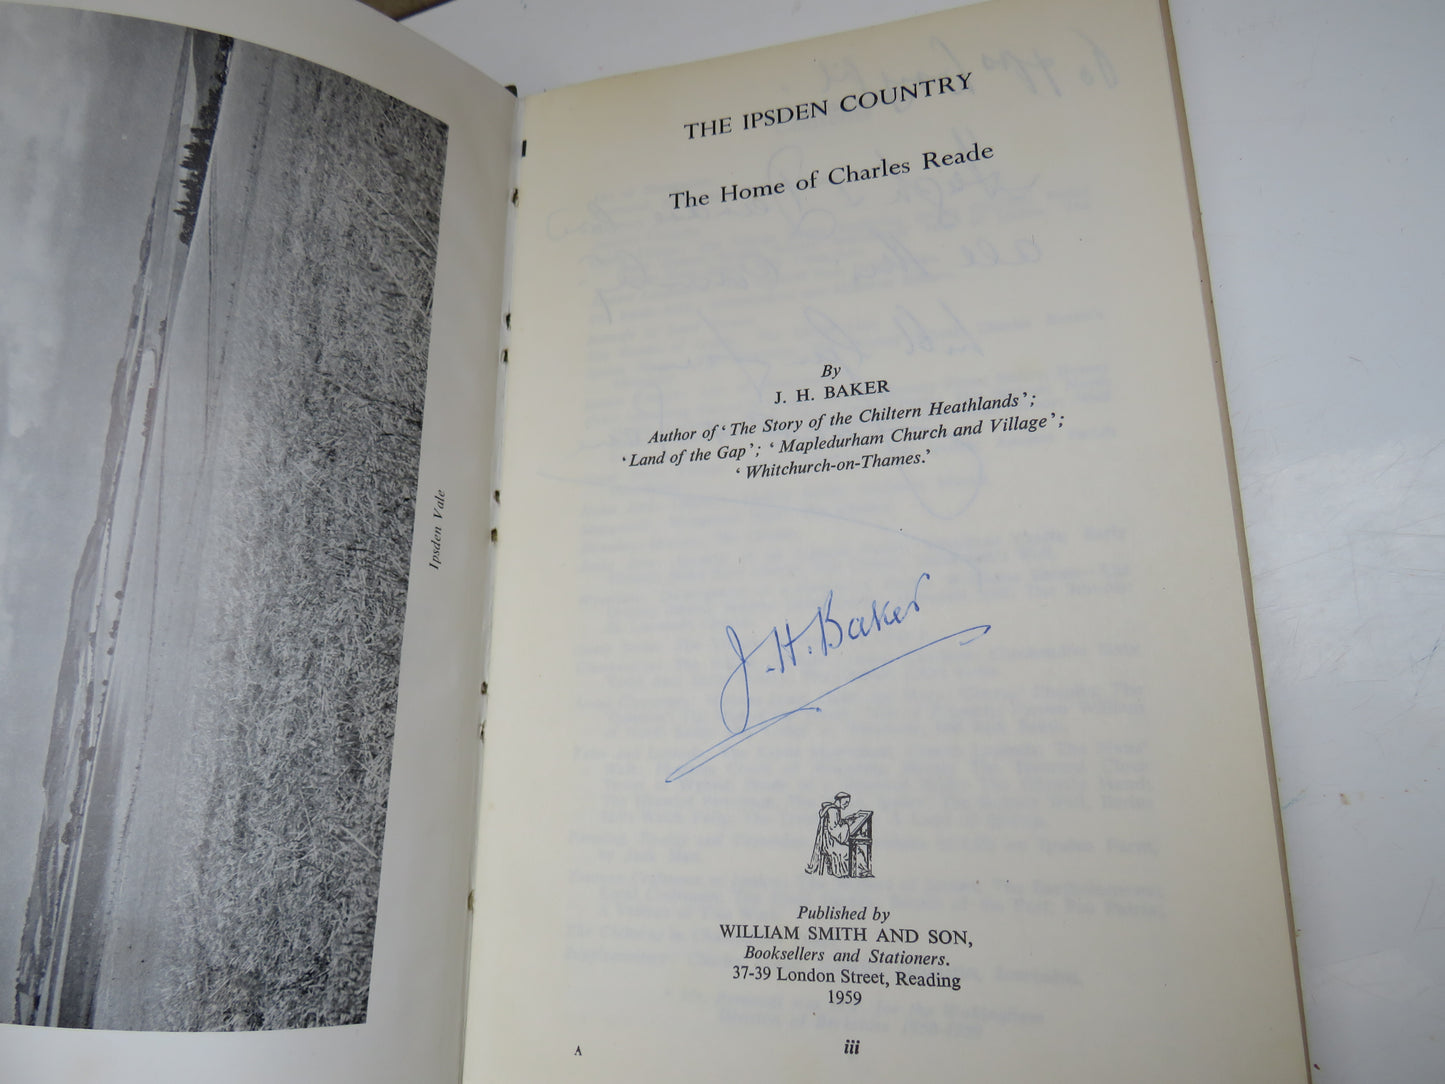 Ipsden Vale
THE IPSDEN COUNTRY
The Home of Charles Reade
By
J. H. BAKER
Author of ‘ The Story of the Chiltern Heathlands’;
‘Land of the Gap’; ‘ Mapledurham Church and Village’;
‘ Whitchurch-on-Thames.’
J. H. Baker
Published by
WILLIAM SMITH AND SON,
Booksellers and Stationers.
37-39 London Street, Reading
1959
A
iii